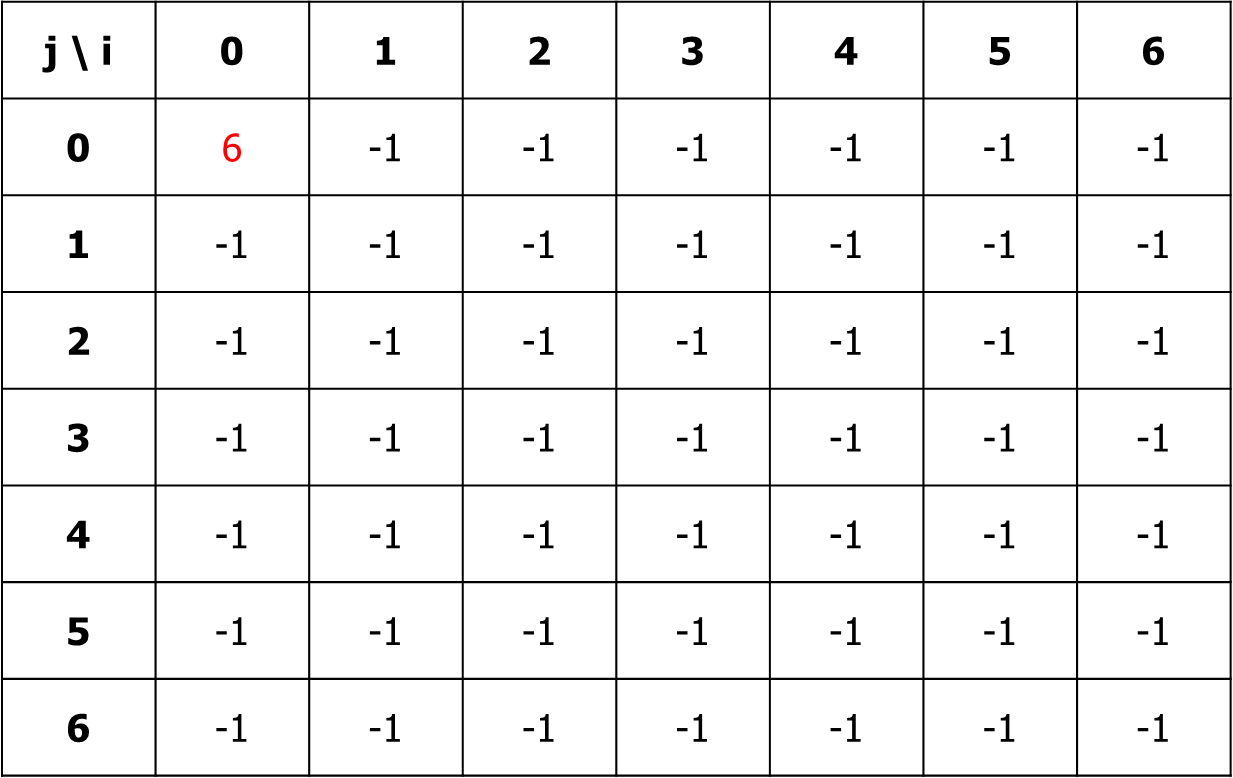 j \ i 0 1 2 3 4 5 6
0 6 -1 -1 -1 -1 -1 -1
1 -1 -1 -1 -1 -1 -1 -1
2 -1 -1 -1 -1 -1 -1 -1
3 -1 -1 -1 -1 -1 -1 -1
4 -1 -1 -1 -1 -1 -1 -1
5 -1 -1 -1 -1 -1 -1 -1
6 -1 -1 -1 -1 -1 -1 -1